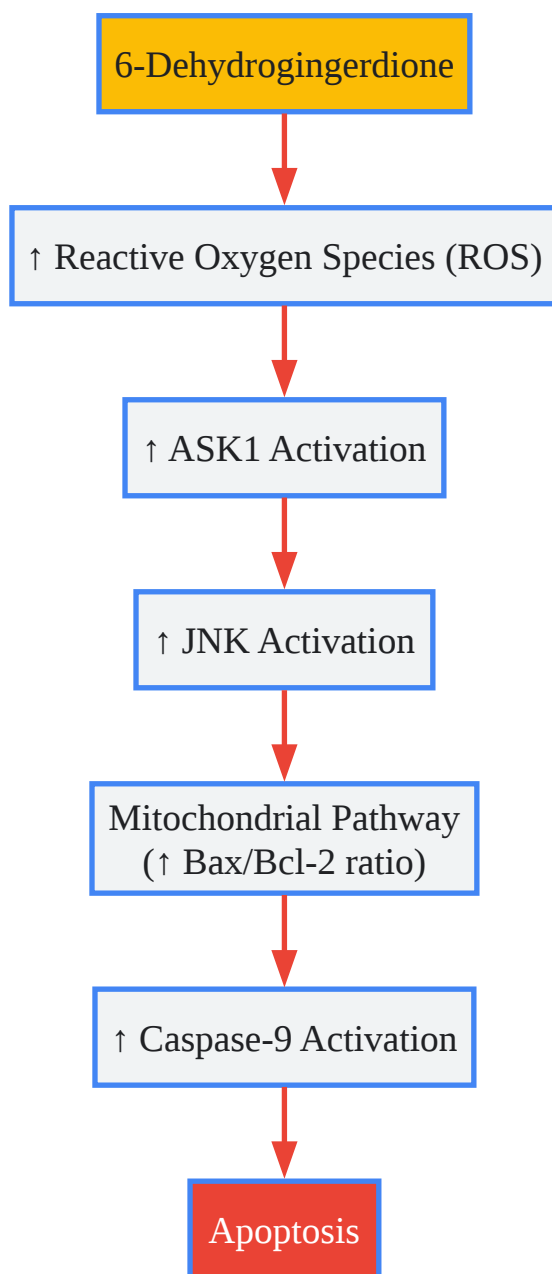 6-Dehydrogingerdione
↑ Reactive Oxygen Species (ROS)
↑ ASK1 Activation
↑ JNK Activation
Mitochondrial Pathway
(↑ Bax/Bcl-2 ratio)
↑ Caspase-9 Activation
Apoptosis